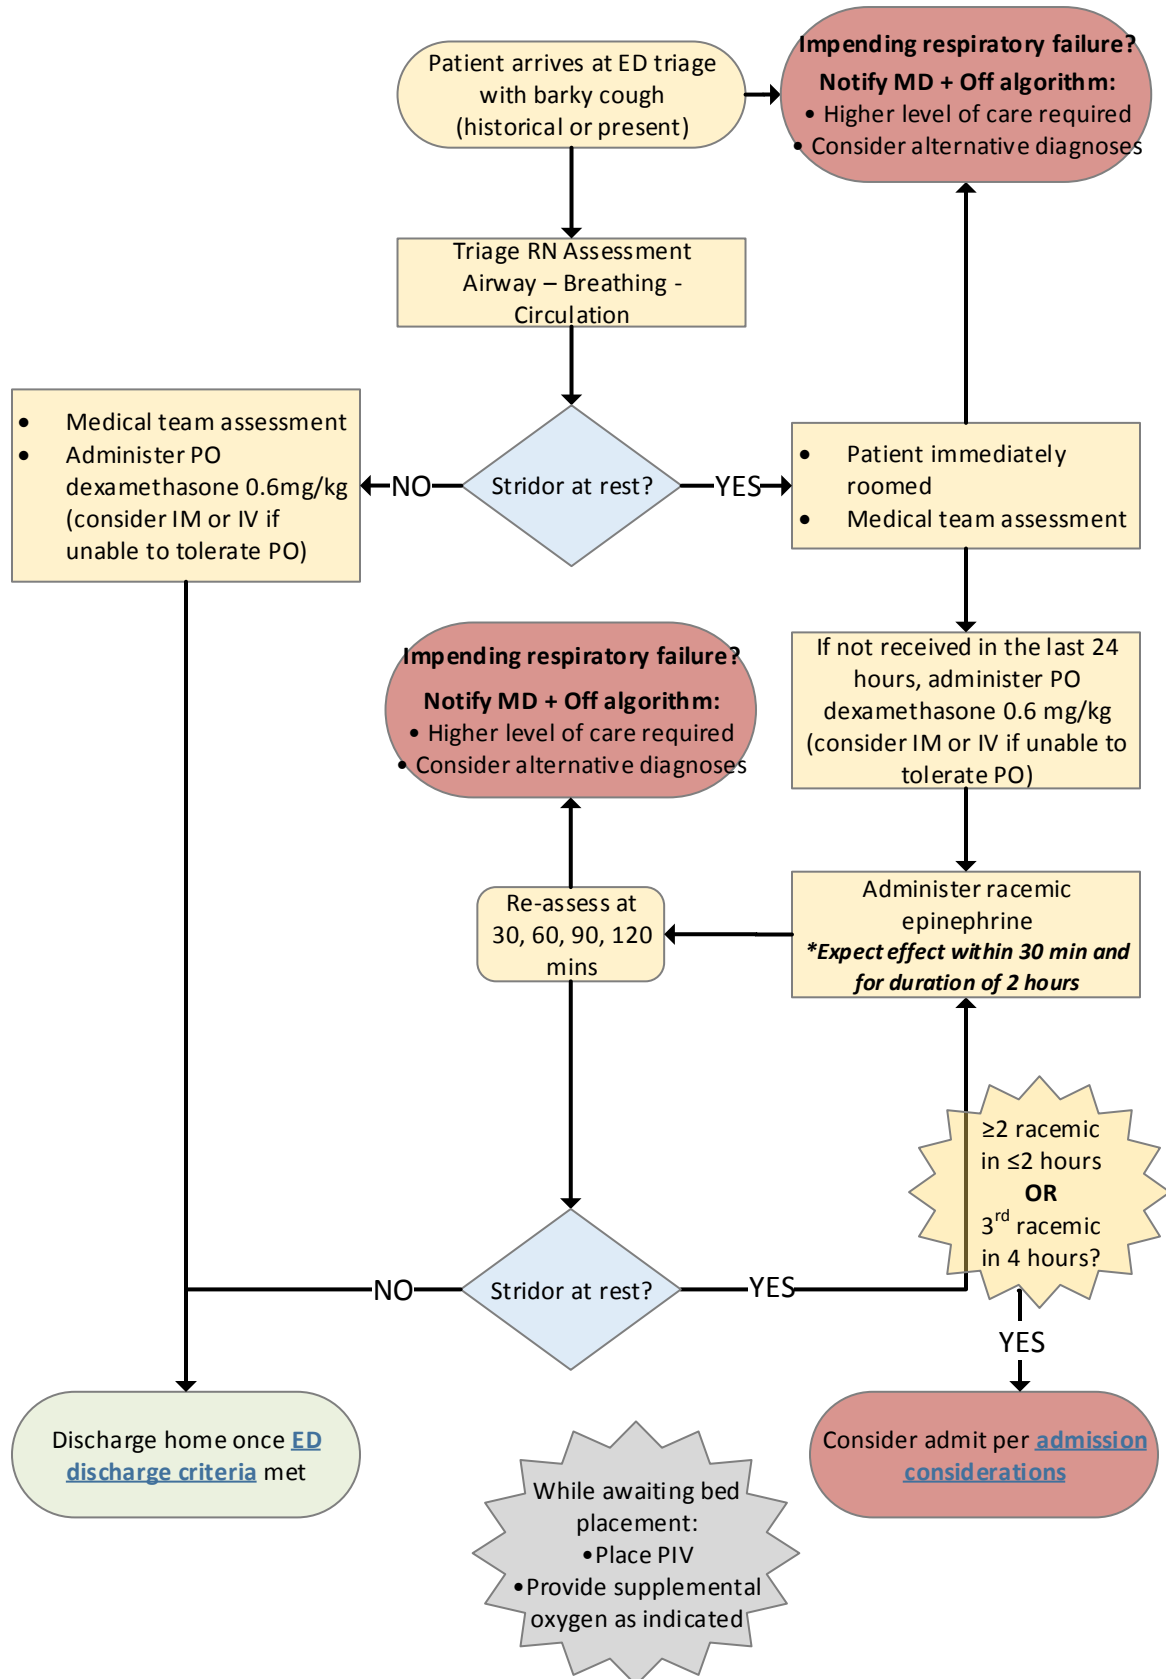 Patient arrives at ED triage
with barky cough
(historical or present)
Impending respiratory failure?
Notify MD + Off algorithm:
• Higher level of care required
• Consider alternative diagnoses
Triage RN Assessment
Airway – Breathing -
Circulation
• Medical team assessment
• Administer PO
dexamethasone 0.6mg/kg
(consider IM or IV if
unable to tolerate PO)
NO
Stridor at rest?
YES
• Patient immediately
roomed
• Medical team assessment
Impending respiratory failure?
Notify MD + Off algorithm:
• Higher level of care required
• Consider alternative diagnoses
If not received in the last 24
hours, administer PO
dexamethasone 0.6 mg/kg
(consider IM or IV if unable to
tolerate PO)
Re-assess at
30, 60, 90, 120
mins
Administer racemic
epinephrine
*Expect effect within 30 min and
for duration of 2 hours
≥2 racemic
in ≤2 hours
OR
3rd racemic
in 4 hours?
NO
Stridor at rest?
YES
YES
Discharge home once ED
discharge criteria met
Consider admit per admission
considerations
While awaiting bed
placement:
•Place PIV
•Provide supplemental
oxygen as indicated